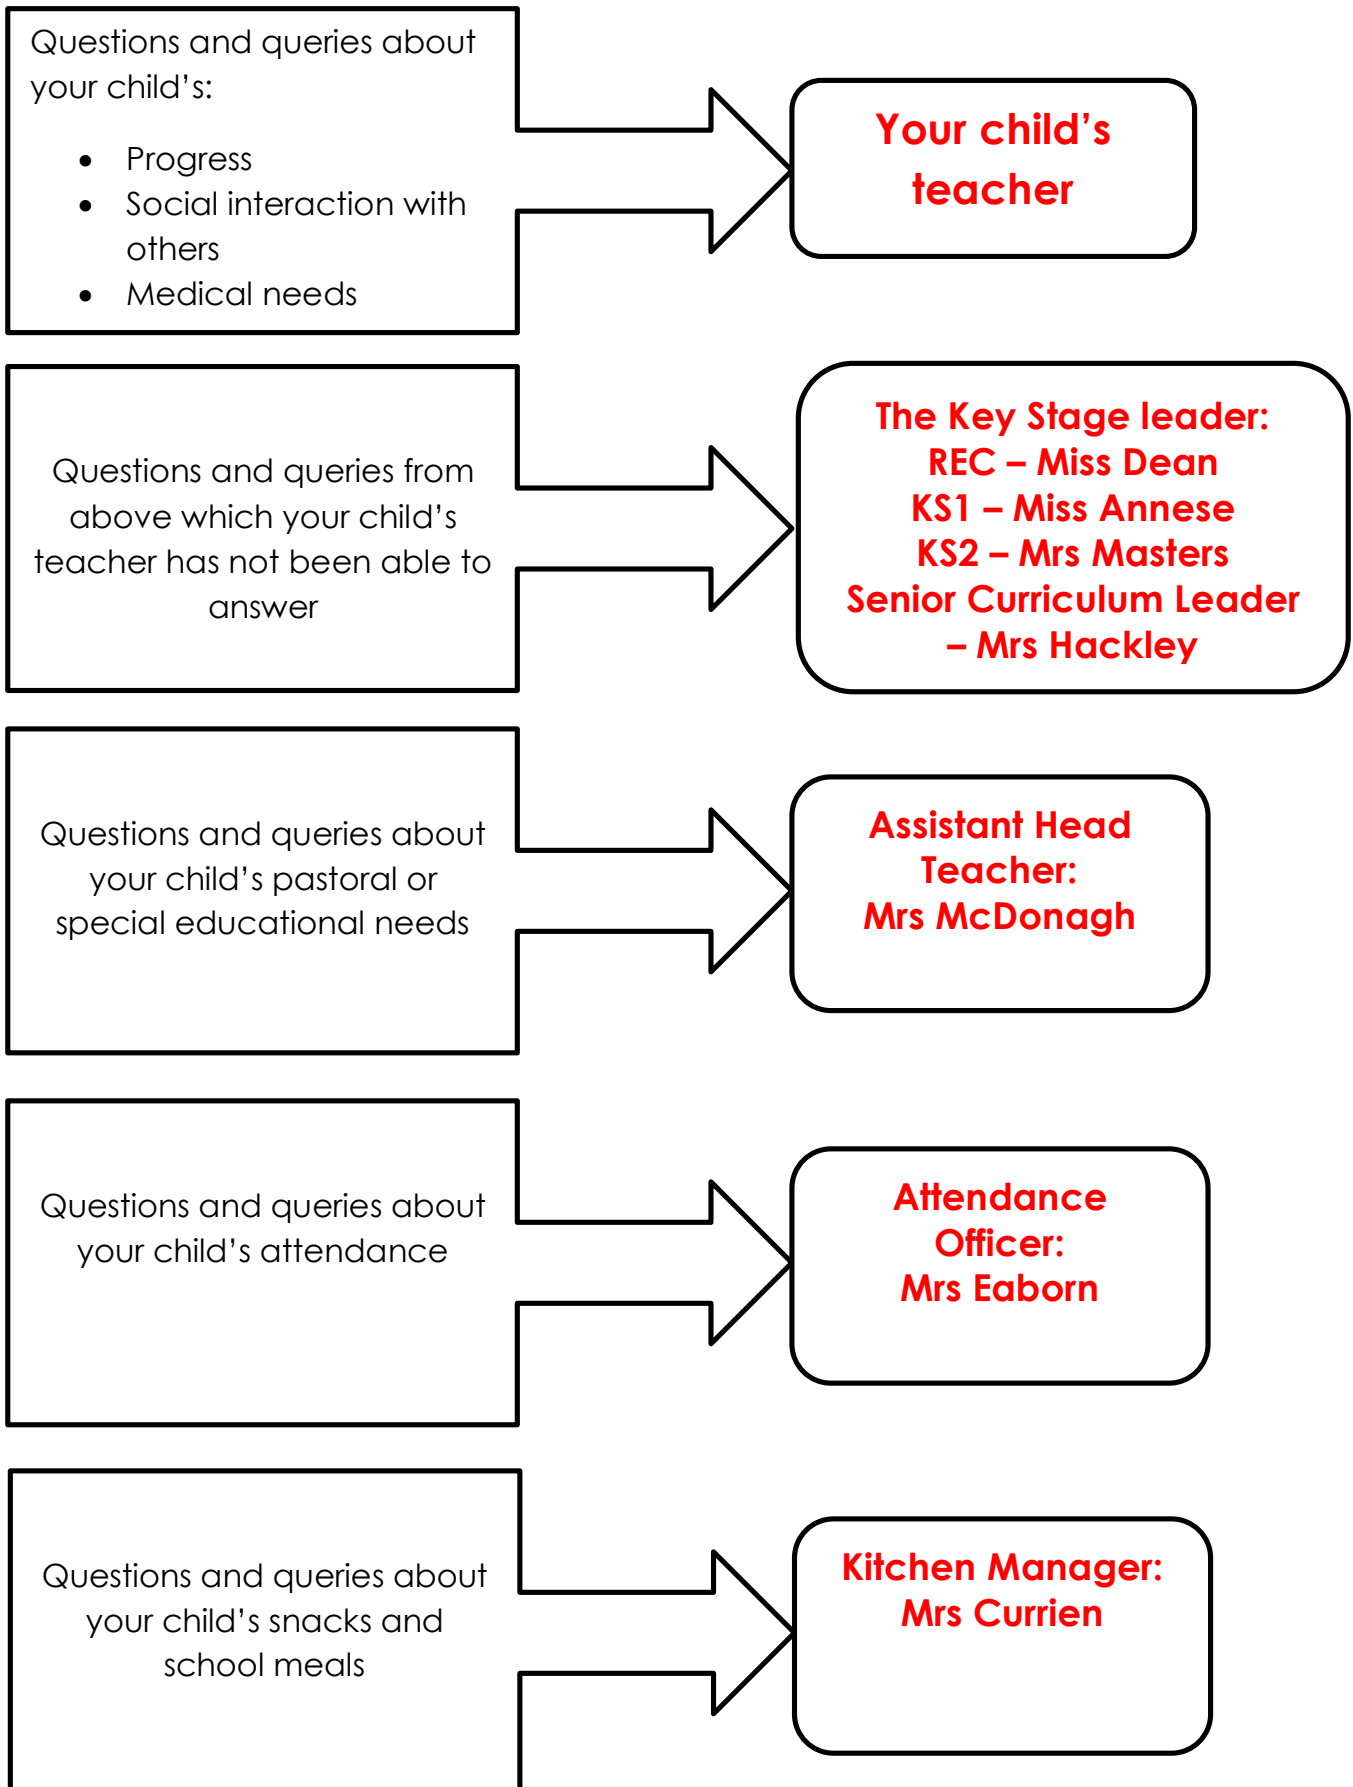 Questions and queries about
your child’s:
• Progress
• Social interaction with
others
• Medical needs
Your child’s
teacher
Questions and queries from
above which your child’s
teacher has not been able to
answer
The Key Stage leader:
REC – Miss Dean
KS1 – Miss Annese
KS2 – Mrs Masters
Senior Curriculum Leader
– Mrs Hackley
Questions and queries about
your child’s pastoral or
special educational needs
Assistant Head
Teacher:
Mrs McDonagh
Questions and queries about
your child’s attendance
Attendance
Officer:
Mrs Eaborn
Questions and queries about
your child’s snacks and
school meals
Kitchen Manager:
Mrs Currien